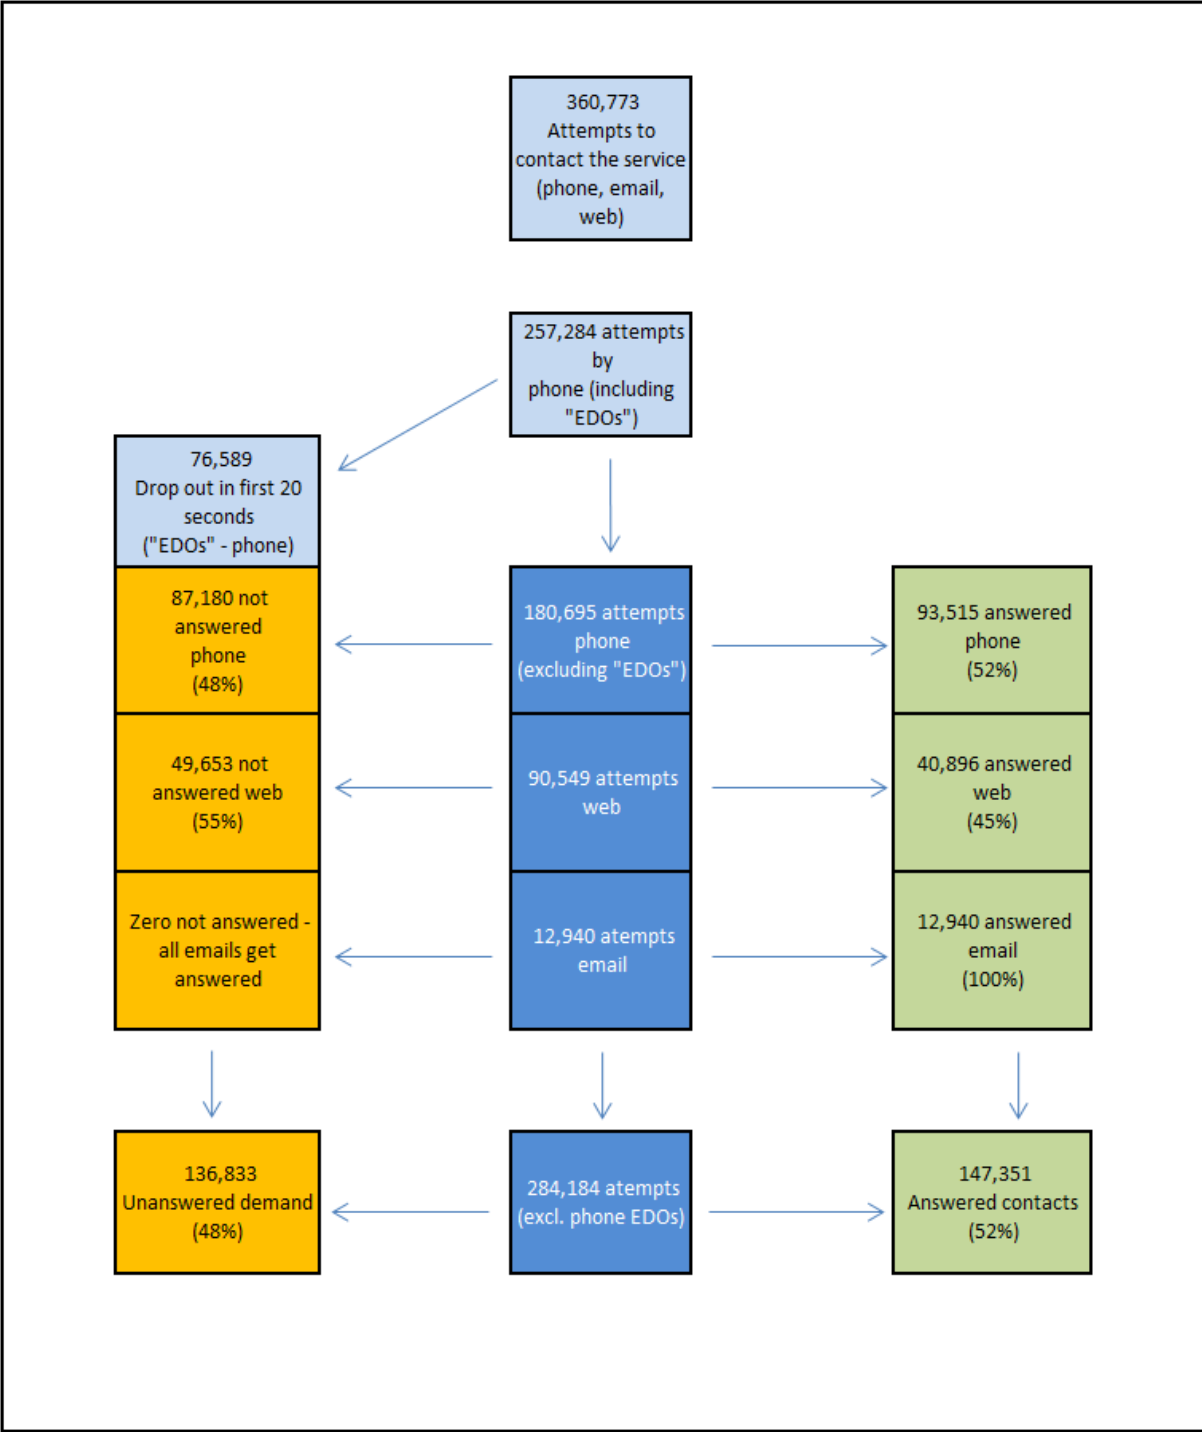 360,773
Attempts to
contact the service
(phone, email,
web)
257,284 attempts
by
phone (including
"EDOs")
76,589
Drop out in first 20
seconds
("EDOs" - phone)
87,180 not
answered
phone
(48%)
180,695 attempts
phone
(excluding "EDOs")
93,515 answered
phone
(52%)
49,653 not
answered web
(55%)
90,549 attempts
web
40,896 answered
web
(45%)
Zero not answered -
all emails get
answered
12,940 atempts
email
12,940 answered
email
(100%)
136,833
Unanswered demand
(48%)
284,184 atempts
(excl. phone EDOs)
147,351
Answered contacts
(52%)